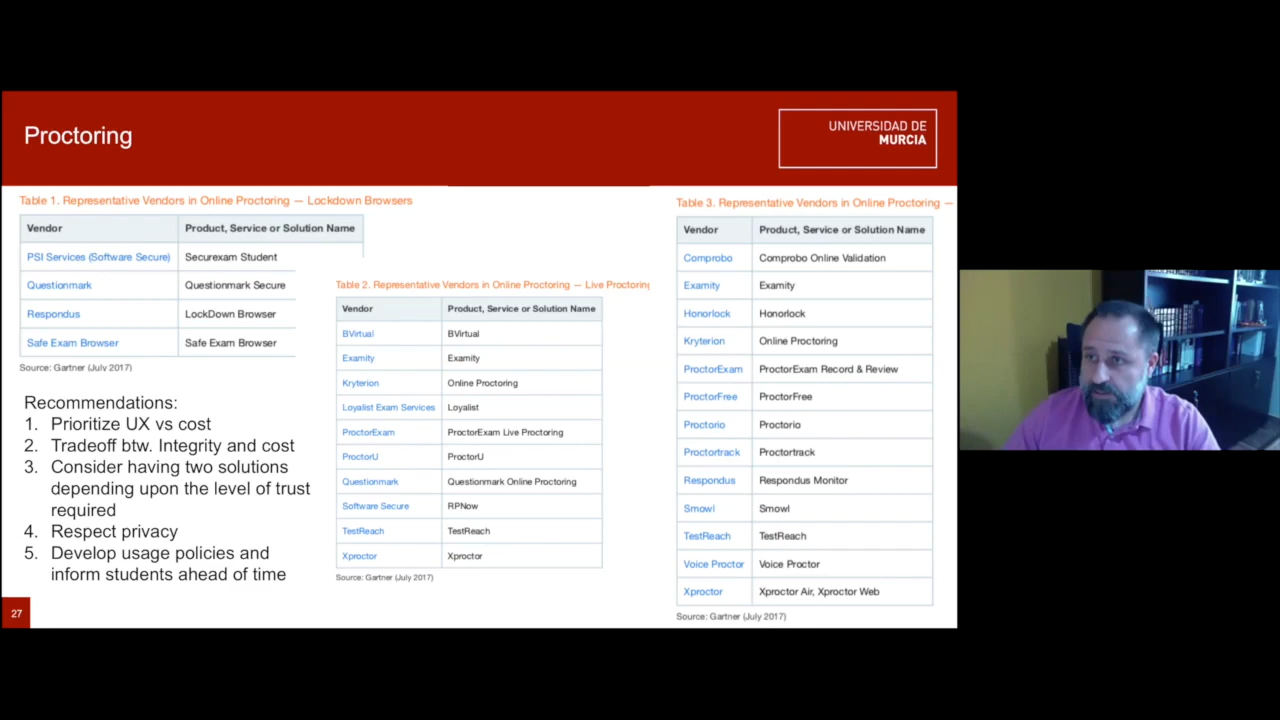 Proctoring
UNIVERSIDAD DE
MURCIA
Table 1. Representative Vendors in Online Proctoring — Lockdown Browsers
Vendor Product, Service or Solution Name
PSI Services (Software Secure) Securexam Student
Questionmark Questionmark Secure
Respondus LockDown Browser
Safe Exam Browser Safe Exam Browser
Source: Gartner (July 2017)
Recommendations:
1. Prioritize UX vs cost
2. Tradeoff btw. Integrity and cost
3. Consider having two solutions
depending upon the level of trust
required
4. Respect privacy
5. Develop usage policies and
inform students ahead of time
Table 2. Representative Vendors in Online Proctoring — Live Proctoring
Vendor Product, Service or Solution Name
BVirtual BVirtual
Examity Examity
Kryterion Online Proctoring
Loyalist Exam Services Loyalist
ProctorExam ProctorExam Live Proctoring
ProctorU ProctorU
Questionmark Questionmark Online Proctoring
Software Secure RPNow
TestReach TestReach
Xproctor Xproctor
Source: Gartner (July 2017)
Table 3. Representative Vendors in Online Proctoring —
Vendor Product, Service or Solution Name
Comprobo Comprobo Online Validation
Examity Examity
Honorlock Honorlock
Kryterion Online Proctoring
ProctorExam ProctorExam Record & Review
ProctorFree ProctorFree
Proctorio Proctorio
Proctortrack Proctortrack
Respondus Respondus Monitor
Smowl Smowl
TestReach TestReach
Voice Proctor Voice Proctor
Xproctor Xproctor Air, Xproctor Web
Source: Gartner (July 2017)
27